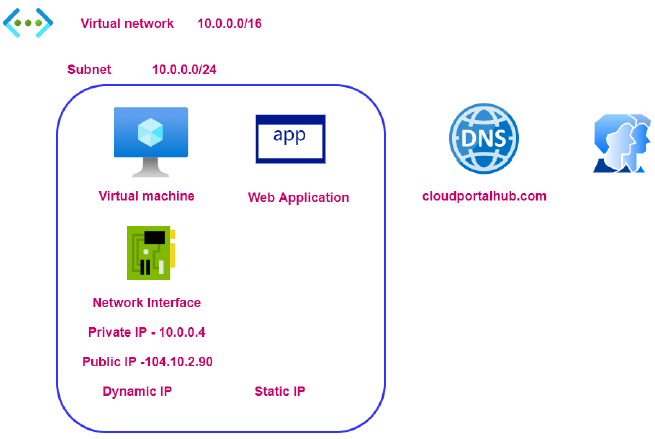 Virtual network 10.0.0.0/16
Subnet 10.0.0.0/24
app
DNS
Virtual machine
Web Application
cloudportalhub.com
Network Interface
Private IP - 10.0.0.4
Public IP -104.10.2.90
Dynamic IP
Static IP